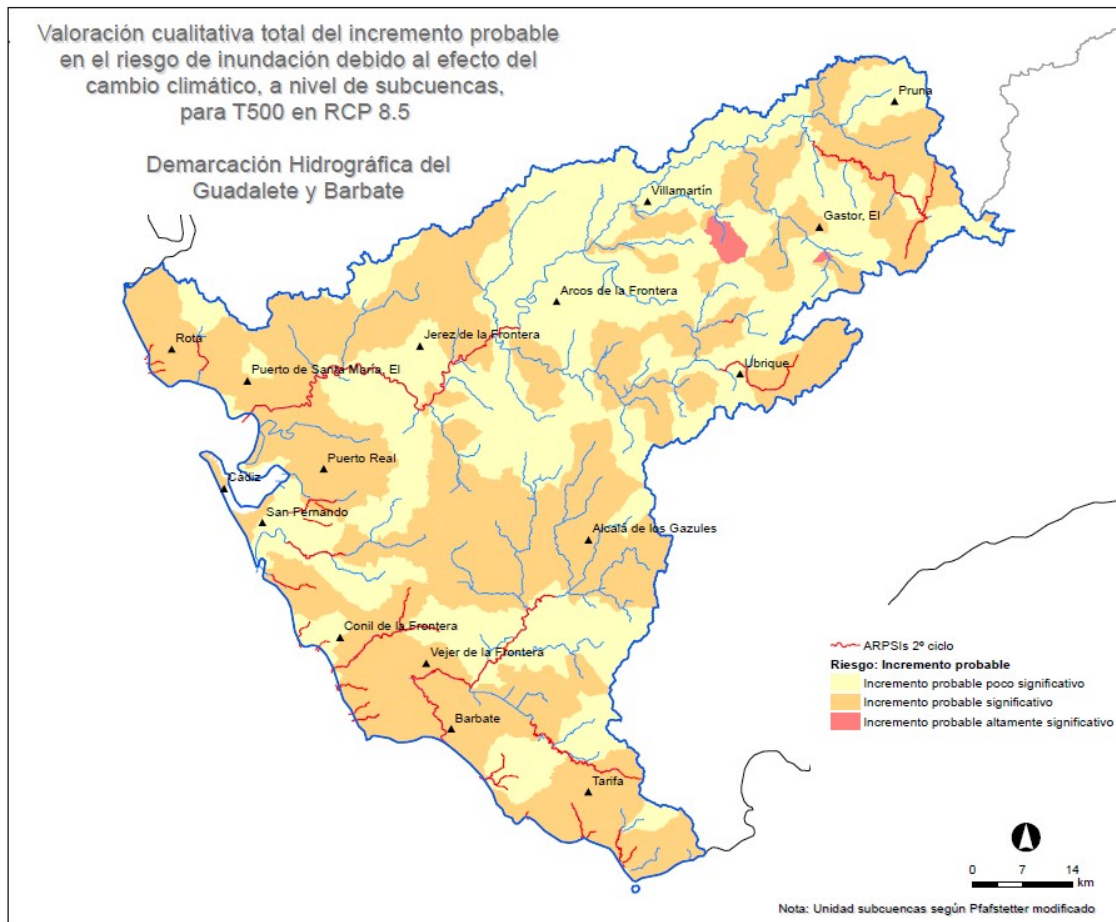 Valoración cualitativa total del incremento probable
en el riesgo de inundación debido al efecto del
cambio climático, a nivel de subcuencas,
para T500 en RCP 8.5
Demarcación Hidrográfica del
Guadalete y Barbate
Pruna
Villamartín
Gastor, El
Arcos de la Frontera
Jerez de la Frontera
Rota
Ubrique
Puerto de Santa María, El
Puerto Real
Cádiz
San Fernando
Alcalá de los Gazules
Conil de la Frontera
Vejer de la Frontera
Barbate
Tarifa
ARPSIs 2º ciclo
Riesgo: Incremento probable
Incremento probable poco significativo
Incremento probable significativo
Incremento probable altamente significativo
0 7 14
km
Nota: Unidad subcuencas según Pfafstetter modificado